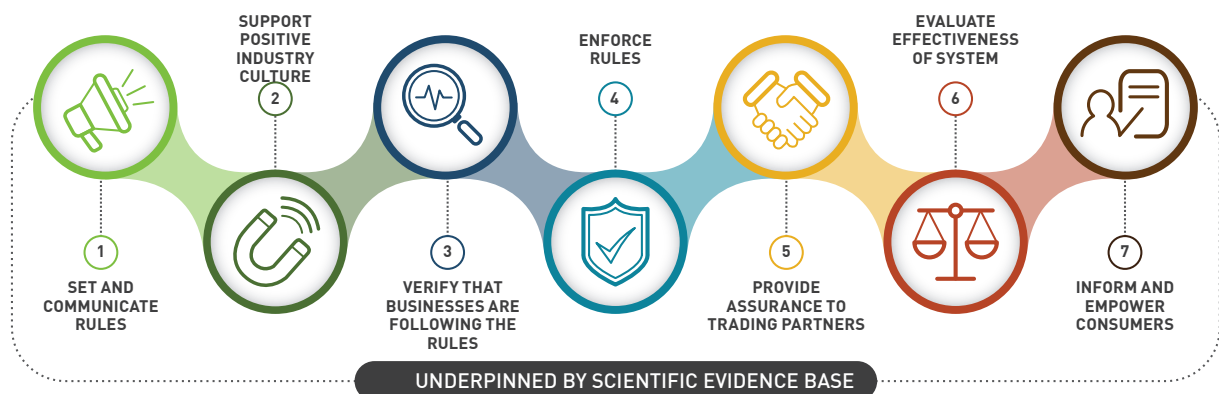 1
SET AND
COMMUNICATE
RULES
SUPPORT
POSITIVE
INDUSTRY
CULTURE
2
3
VERIFY THAT
BUSINESSES ARE
FOLLOWING THE
RULES
ENFORCE
RULES
4
5
PROVIDE
ASSURANCE TO
TRADING PARTNERS
EVALUATE
EFFECTIVENESS
OF SYSTEM
6
7
INFORM AND
EMPOWER
CONSUMERS
UNDERPINNED BY SCIENTIFIC EVIDENCE BASE